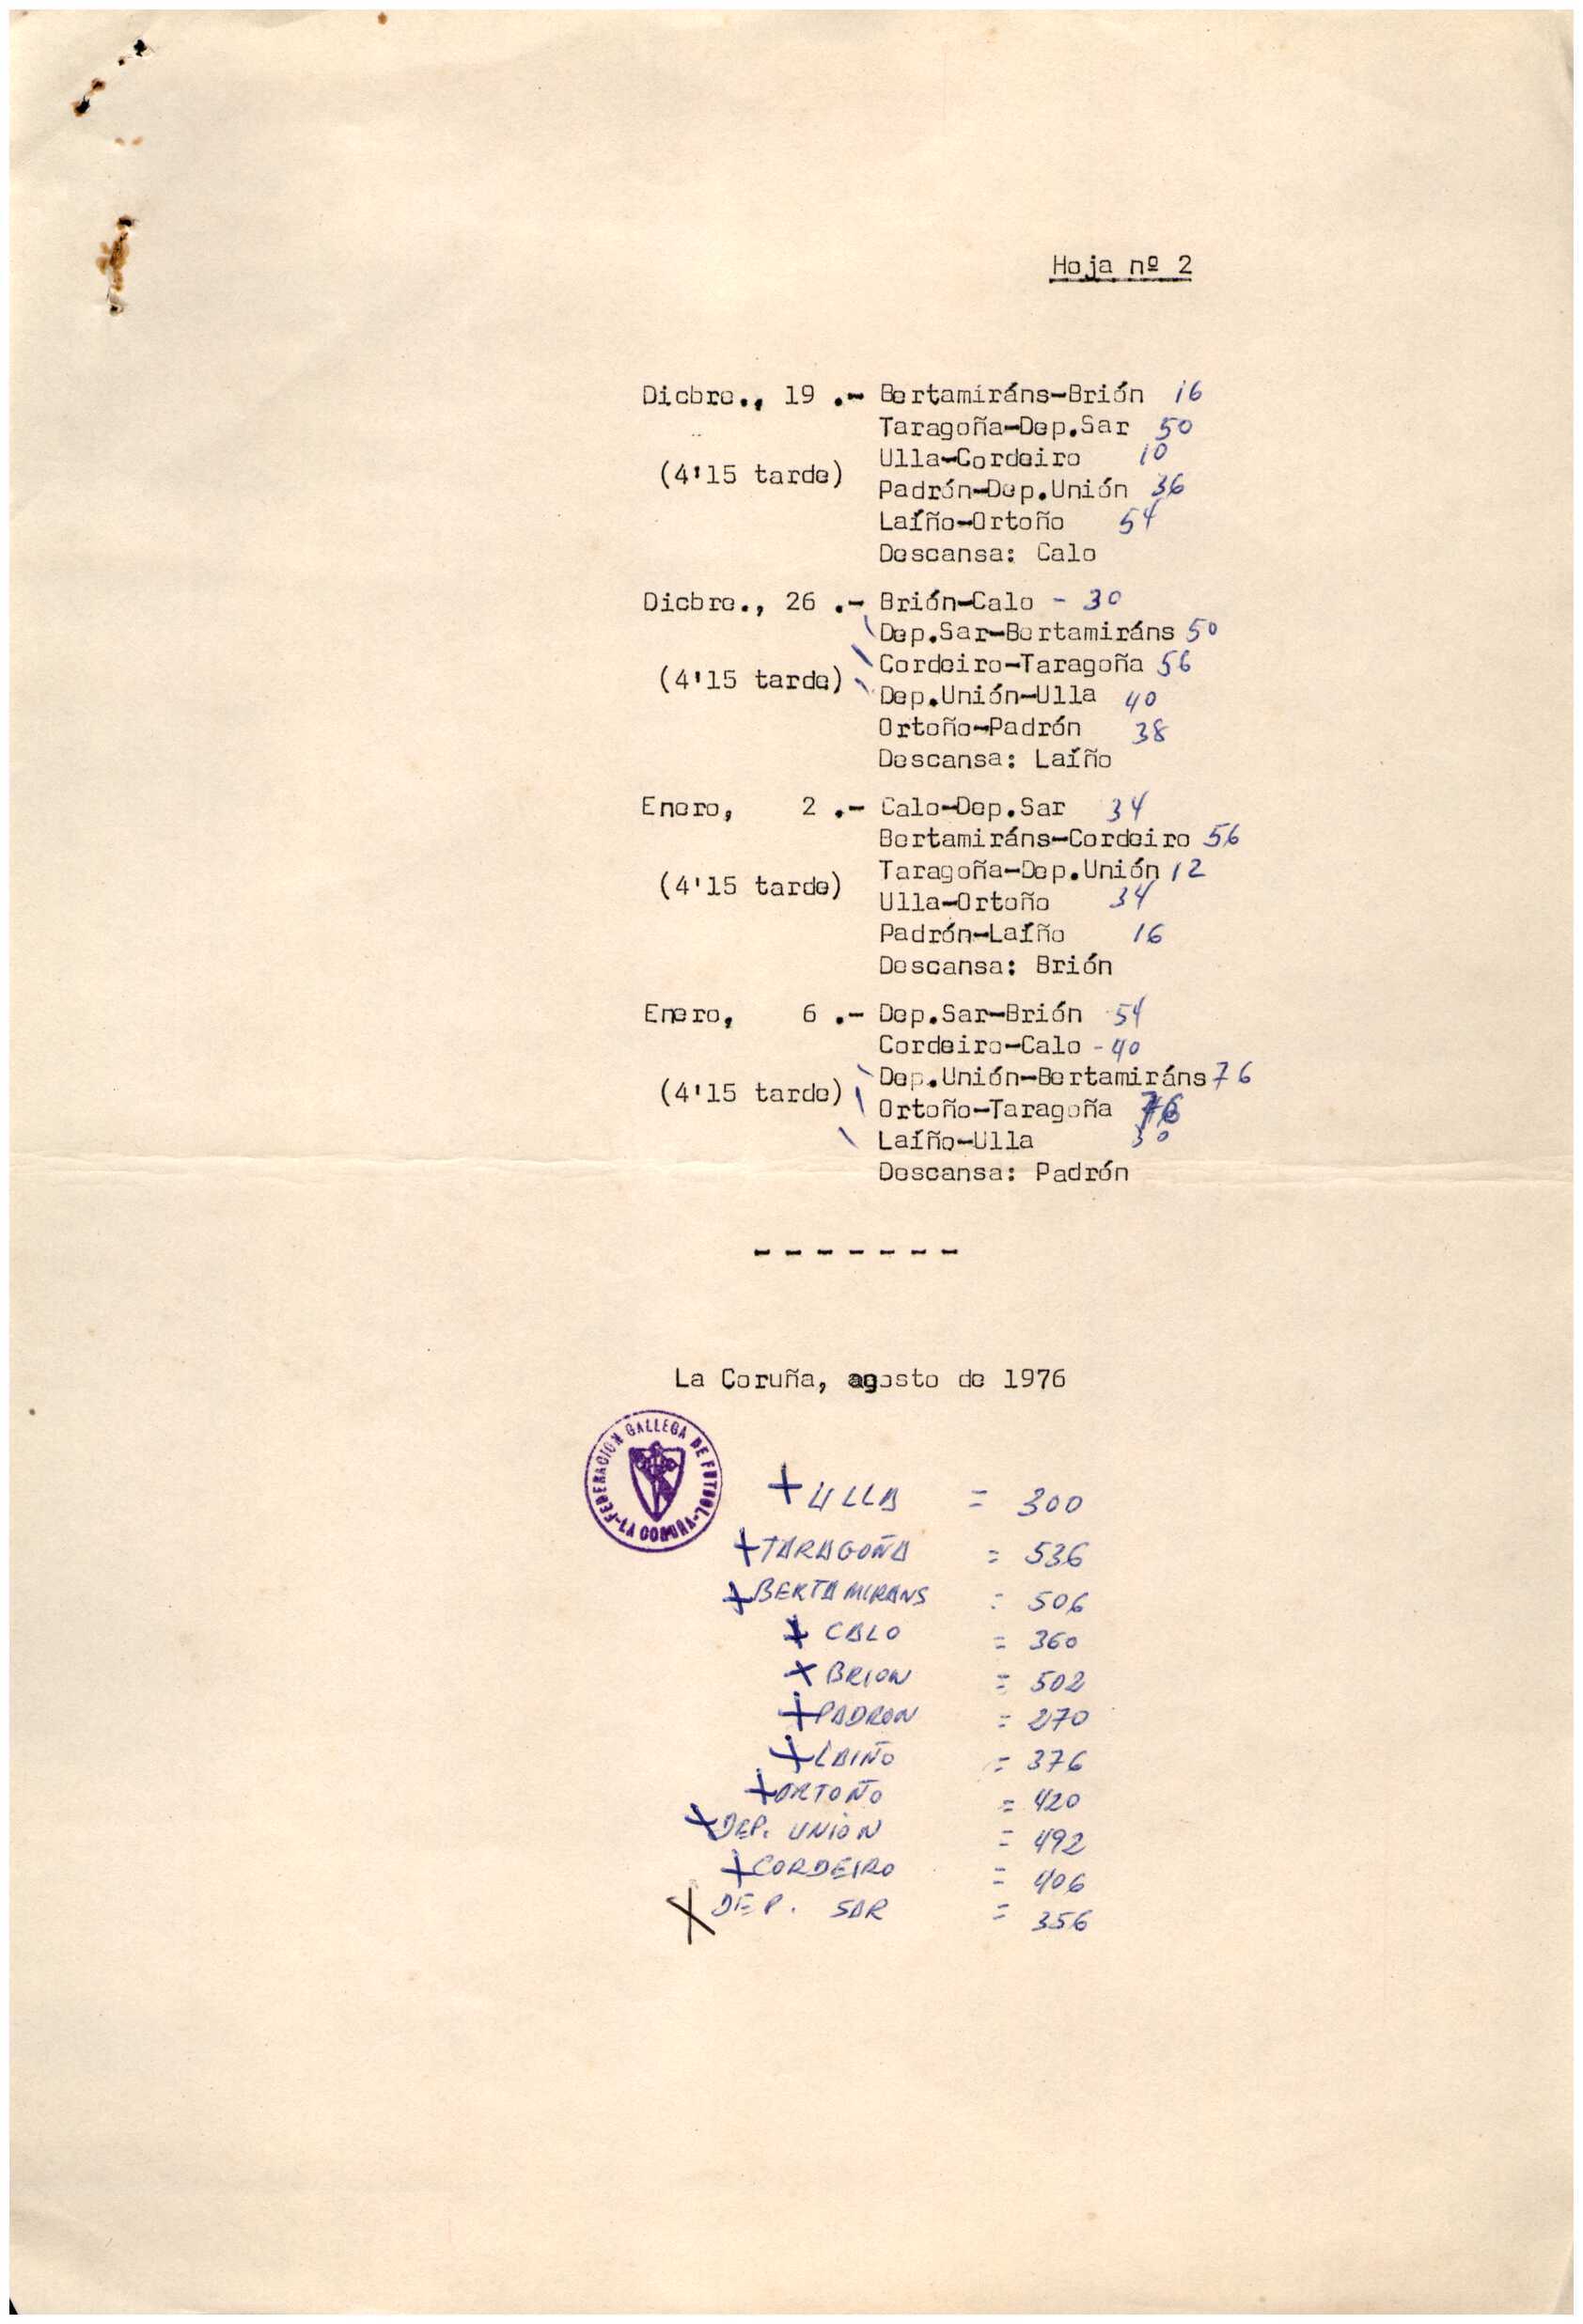 Hoja nº 2
Dicbre., 19 .- Bertamiráns-Brión 16
Taragoña-Dep.Sar 50
Ulla-Cordeiro 10
(4'15 tarde)
Padrón-Dep.Unión 36
Laíño-Ortoño 54
Descansa: Calo
Dicbre., 26 .- Brión-Calo - 30
Dep.Sar-Bertamiráns 50
Cordeiro-Taragoña 56
(4'15 tarde)
Dep.Unión-Ulla 40
Ortoño-Padrón 38
Descansa: Laíño
Enero, 2 .- Calo-Dep.Sar 34
Bertamiráns-Cordeiro 56
Taragoña-Dep.Unión 12
(4'15 tarde)
Ulla-Ortoño 34
Padrón-Laíño 16
Descansa: Brión
Enero, 6 .- Dep.Sar-Brión 54
Cordeiro-Calo - 40
Dep.Unión-Bertamiráns 76
(4'15 tarde)
Ortoño-Taragoña 76
Laíño-Ulla 30
Descansa: Padrón
- - - - - - -
La Coruña, agosto de 1976
FEDERACION GALLEGA DE FUTBOL-LA CORUÑA-
+ ULLA = 300
+ TARAGOÑA = 536
+ BERTAMIRANS = 506
+ CALO = 360
X BRION = 502
+ PADRON = 270
+ LAIÑO = 376
+ ORTOÑO = 420
X DEP. UNION = 492
+ CORDEIRO = 406
X DEP. SAR = 356